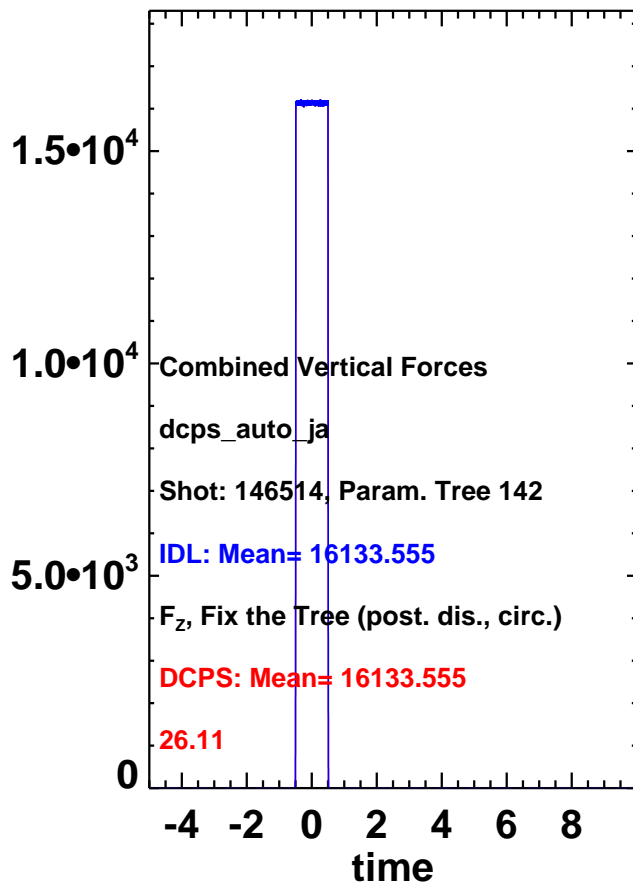 1.5•10⁴
1.0•10⁴
Combined Vertical Forces
dcps_auto_ja
Shot: 146514, Param. Tree 142
IDL: Mean= 16133.555
5.0•10³
F_Z, Fix the Tree (post. dis., circ.)
DCPS: Mean= 16133.555
26.11
0
-4 -2 0 2 4 6 8
time